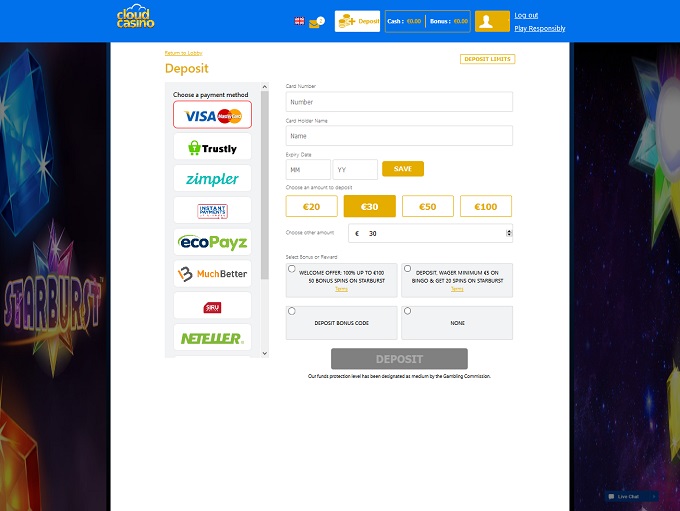 cloud
casino
Deposit
Cash : €0.00
Bonus : €0.00
Log out
Play Responsibly
Return to Lobby
Deposit
DEPOSIT LIMITS
Choose a payment method
VISA MasterCard
Trustly
zimpler
INSTANT
PAYMENTS
ecoPayz
MuchBetter
SIRU
NETELLER
Card Number
Number
Card Holder Name
Name
Expiry Date
MM
YY
SAVE
Choose an amount to deposit
€20
€30
€50
€100
Choose other amount
€ 30
Select Bonus or Reward
WELCOME OFFER: 100% UP TO €100
50 BONUS SPINS ON STARBURST
Terms
DEPOSIT, WAGER MINIMUM €5 ON
BINGO & GET 20 SPINS ON STARBURST
Terms
DEPOSIT BONUS CODE
NONE
DEPOSIT
Our funds protection level has been designated as medium by the Gambling Commission.
STARBURST
Live Chat